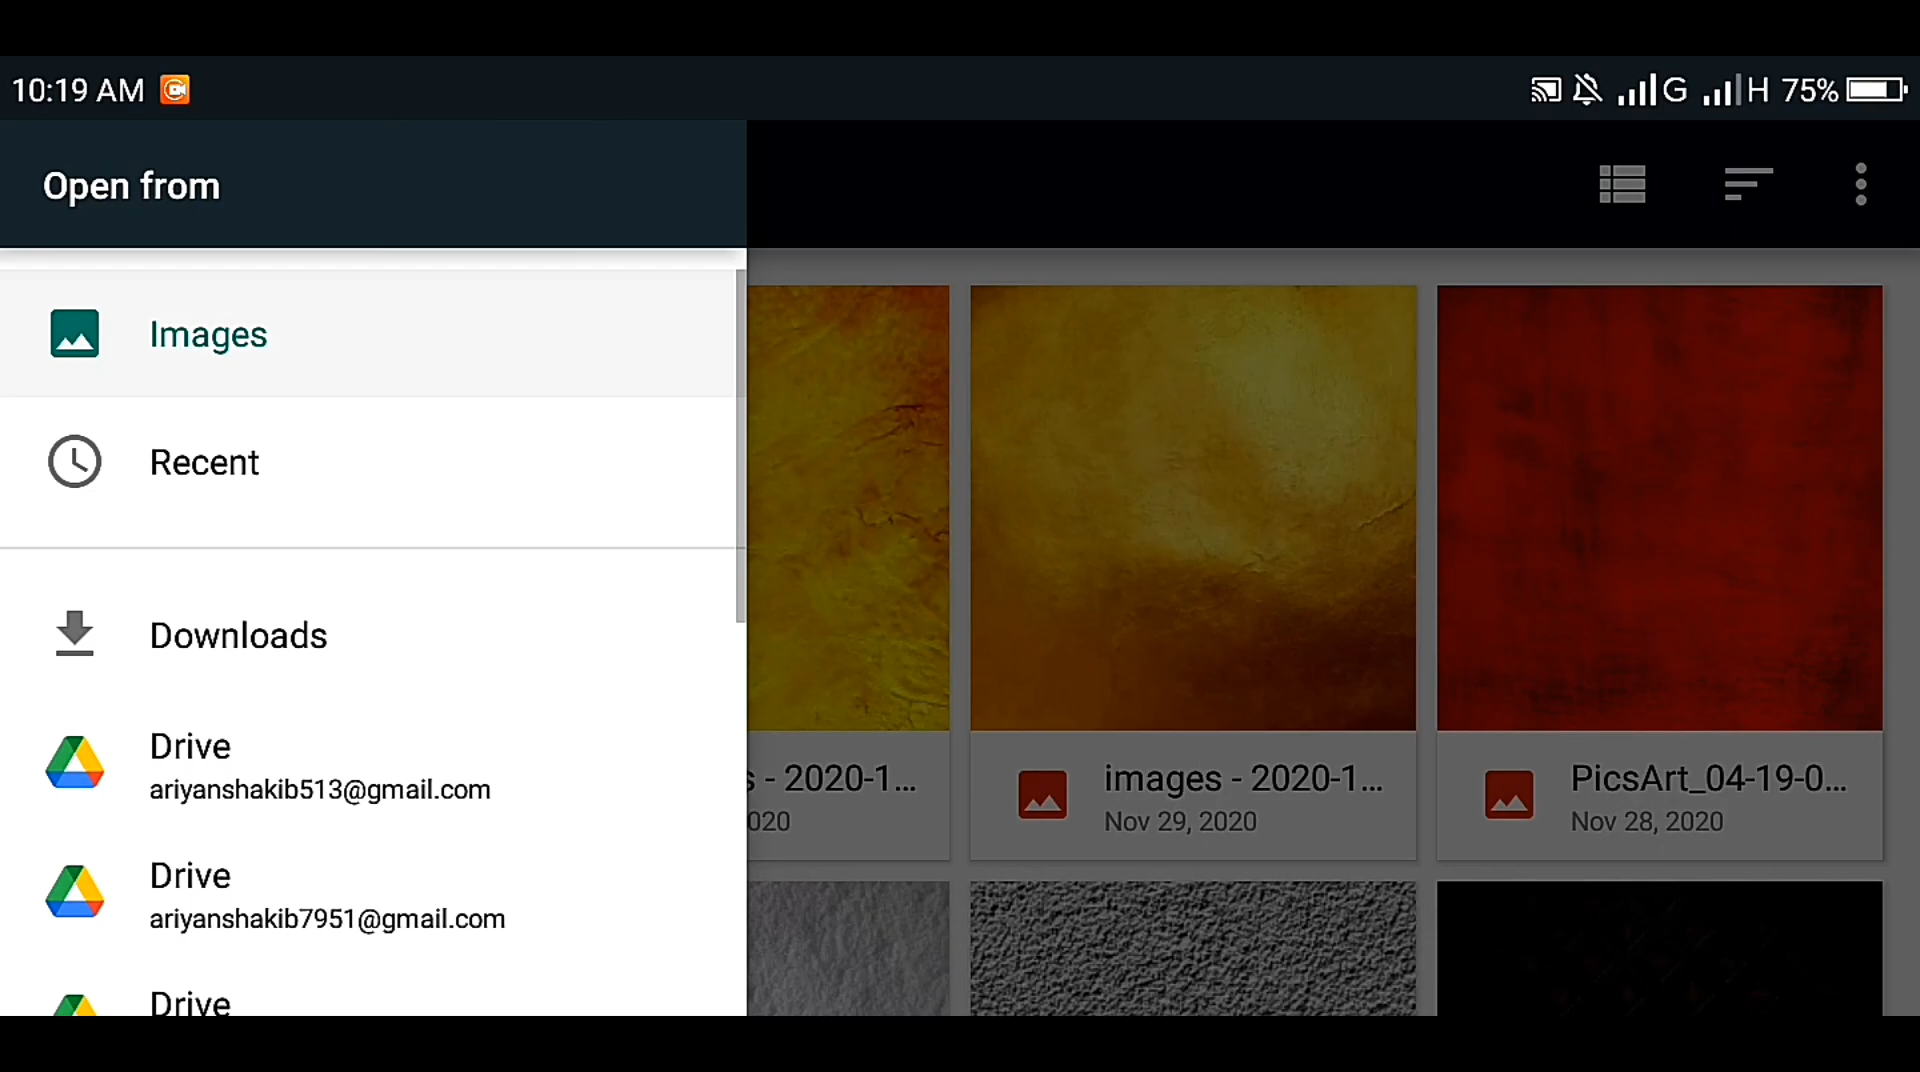 10:19 AM
G
H 75%
Open from
Images
Recent
Downloads
Drive
ariyanshakib513@gmail.com
Drive
ariyanshakib7951@gmail.com
Drive
s - 2020-1...
020
images - 2020-1...
Nov 29, 2020
PicsArt_04-19-0...
Nov 28, 2020